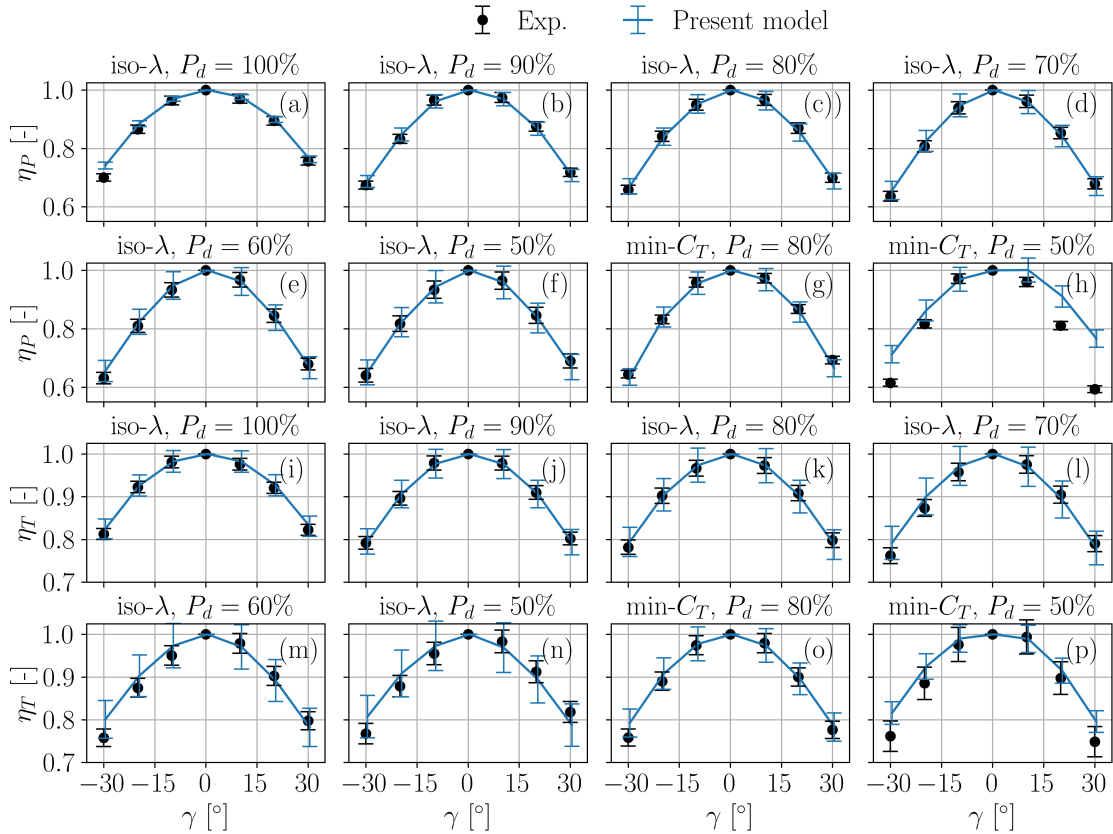 Exp. Present model
iso-λ, P_d = 100% iso-λ, P_d = 90% iso-λ, P_d = 80% iso-λ, P_d = 70%
1.0 (a) (b) (c)) (d)
η_P [-] 0.8
0.6
iso-λ, P_d = 60% iso-λ, P_d = 50% min-C_T, P_d = 80% min-C_T, P_d = 50%
1.0 (e) (f) (g) (h)
η_P [-] 0.8
0.6
iso-λ, P_d = 100% iso-λ, P_d = 90% iso-λ, P_d = 80% iso-λ, P_d = 70%
1.0 (i) (j) (k) (l)
0.9
η_T [-] 0.8
0.7
iso-λ, P_d = 60% iso-λ, P_d = 50% min-C_T, P_d = 80% min-C_T, P_d = 50%
1.0 (m) (n) (o) (p)
0.9
η_T [-] 0.8
0.7
−30 −15 0 15 30 −30 −15 0 15 30 −30 −15 0 15 30 −30 −15 0 15 30
γ [°] γ [°] γ [°] γ [°]